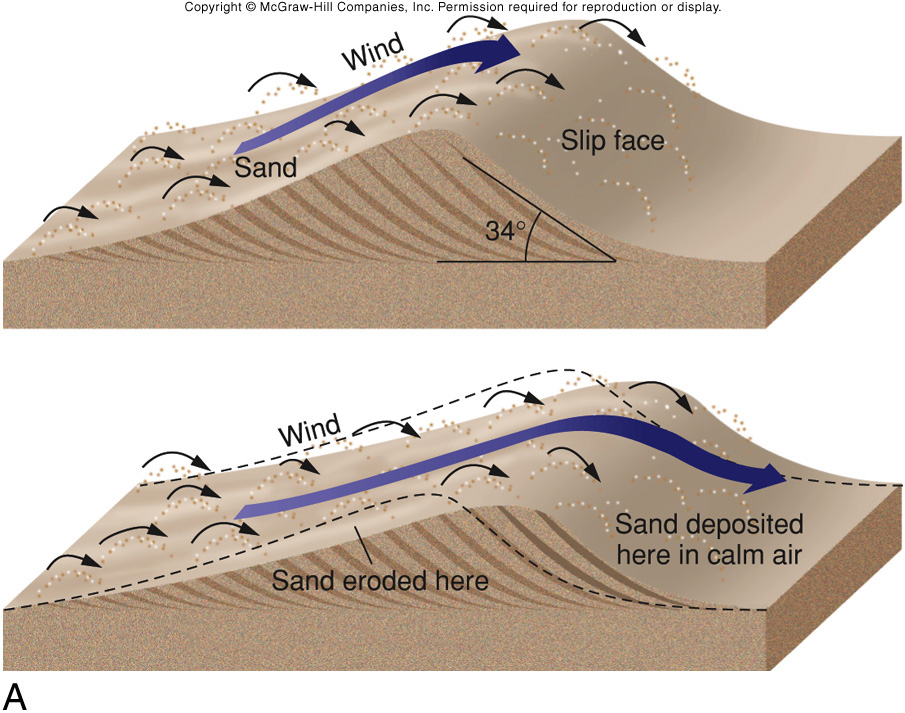 Copyright © McGraw-Hill Companies, Inc. Permission required for reproduction or display.
Wind
Sand
Slip face
34°
Wind
Sand deposited
here in calm air
Sand eroded here
A